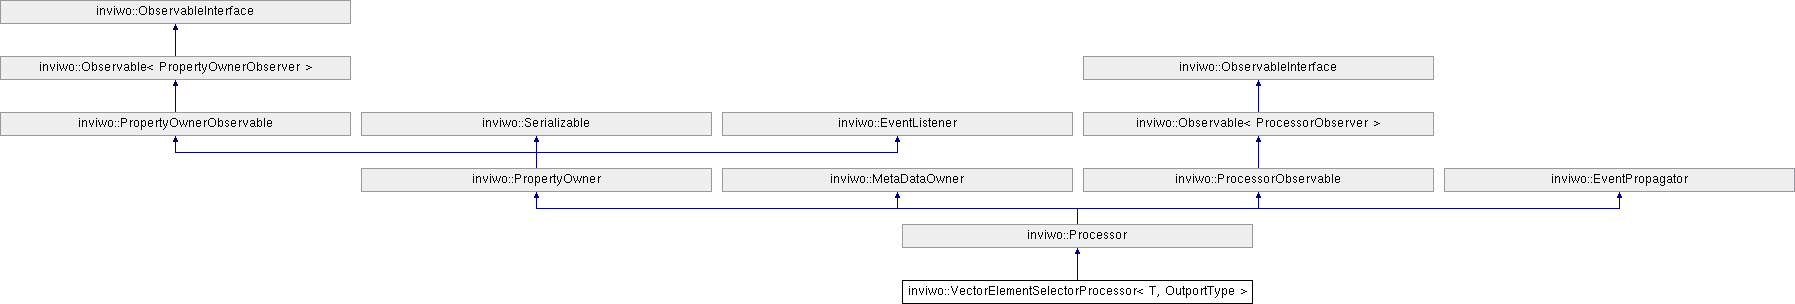 inviwo::ObservableInterface
inviwo::Observable< PropertyOwnerObserver >
inviwo::ObservableInterface
inviwo::PropertyOwnerObservable
inviwo::Serializable
inviwo::EventListener
inviwo::Observable< ProcessorObserver >
inviwo::PropertyOwner
inviwo::MetaDataOwner
inviwo::ProcessorObservable
inviwo::EventPropagator
inviwo::Processor
inviwo::VectorElementSelectorProcessor< T, OutportType >